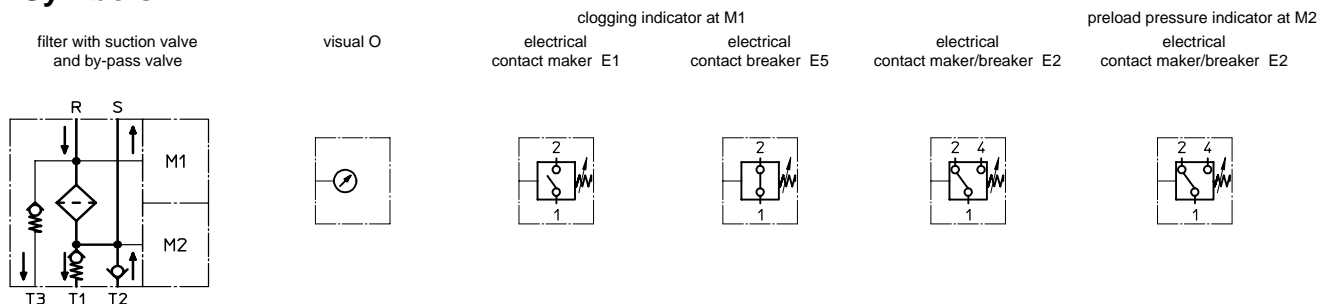 clogging indicator at M1
preload pressure indicator at M2
filter with suction valve
and by-pass valve
visual O
electrical
contact maker E1
electrical
contact breaker E5
electrical
contact maker/breaker E2
electrical
contact maker/breaker E2
R S
M1
M2
T3 T1 T2
2
1
2
1
2 4
1
2 4
1